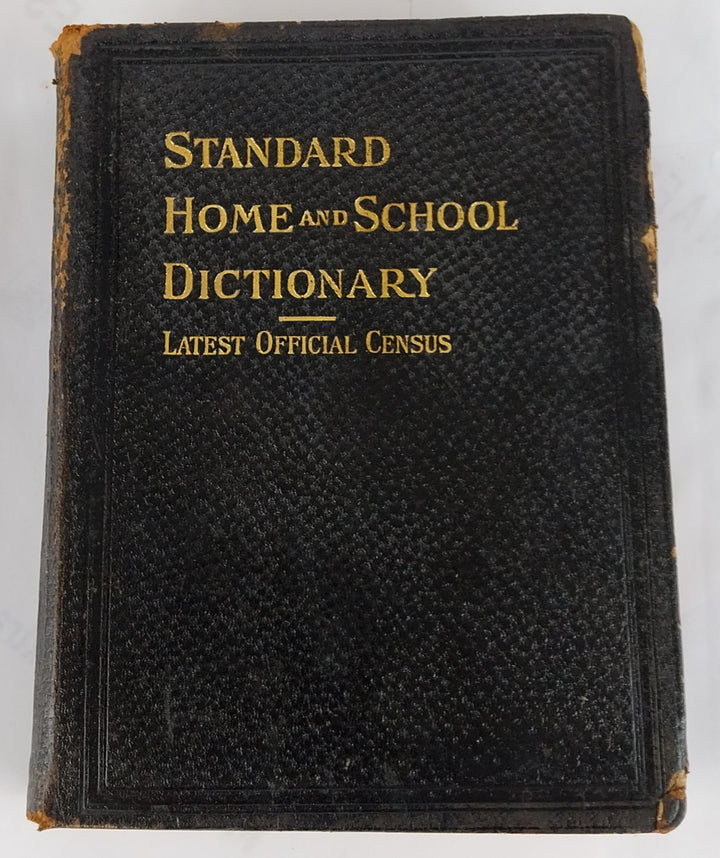 STANDARD
HOME AND SCHOOL
DICTIONARY
LATEST OFFICIAL CENSUS